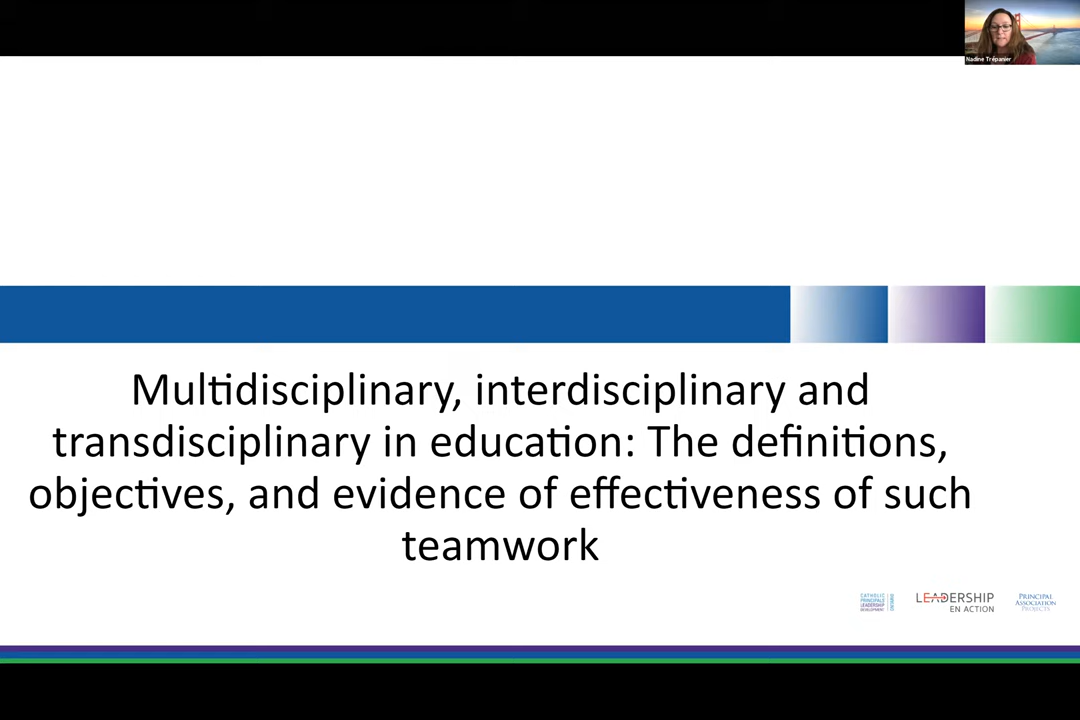 Nadine Trépanier
Multidisciplinary, interdisciplinary and
transdisciplinary in education: The definitions,
objectives, and evidence of effectiveness of such
teamwork
CATHOLIC
PRINCIPALS
LEADERSHIP
DEVELOPMENT
ONTARIO
LEADERSHIP
EN ACTION
PRINCIPAL
ASSOCIATION
PROJECTS